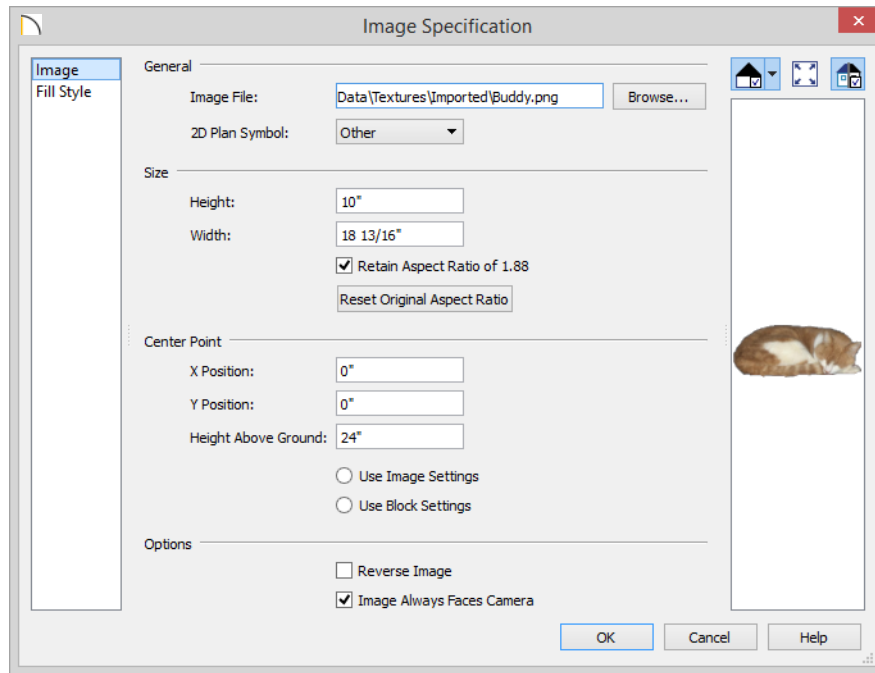 Image Specification
Image
Fill Style
General
Image File: Data\Textures\Imported\Buddy.png Browse...
2D Plan Symbol: Other
Size
Height: 10"
Width: 18 13/16"
Retain Aspect Ratio of 1.88
Reset Original Aspect Ratio
Center Point
X Position: 0"
Y Position: 0"
Height Above Ground: 24"
Use Image Settings
Use Block Settings
Options
Reverse Image
Image Always Faces Camera
OK Cancel Help